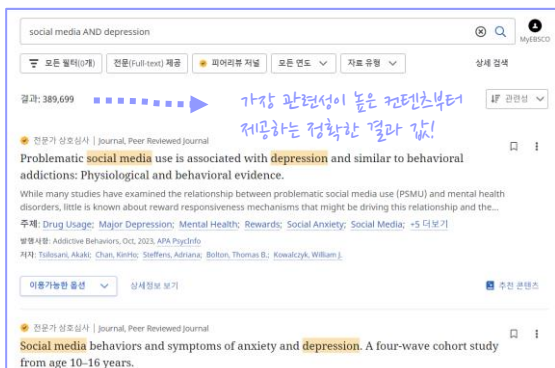 social media AND depression
MyEBSCO
모든 필터(0개) 전문(Full-text) 제공 피어리뷰 저널 모든 연도 자료 유형 상세 검색
결과: 389,699
관련성
가장 관련성이 높은 컨텐츠부터
제공하는 정확한 결과 값!
전문가 상호심사 | Journal, Peer Reviewed Journal
Problematic social media use is associated with depression and similar to behavioral
addictions: Physiological and behavioral evidence.
While many studies have examined the relationship between problematic social media use (PSMU) and mental health
disorders, little is known about reward responsiveness mechanisms that might be driving this relationship and the...
주제: Drug Usage; Major Depression; Mental Health; Rewards; Social Anxiety; Social Media; +5 더보기
발행사항: Addictive Behaviors, Oct, 2023, APA PsycInfo
저자: Tsilosani, Akaki; Chan, KinHo; Steffens, Adriana; Bolton, Thomas B.; Kowalczyk, William J.
이용가능한 옵션 상세정보 보기 추천 콘텐츠
전문가 상호심사 | Journal, Peer Reviewed Journal
Social media behaviors and symptoms of anxiety and depression. A four-wave cohort study
from age 10–16 years.